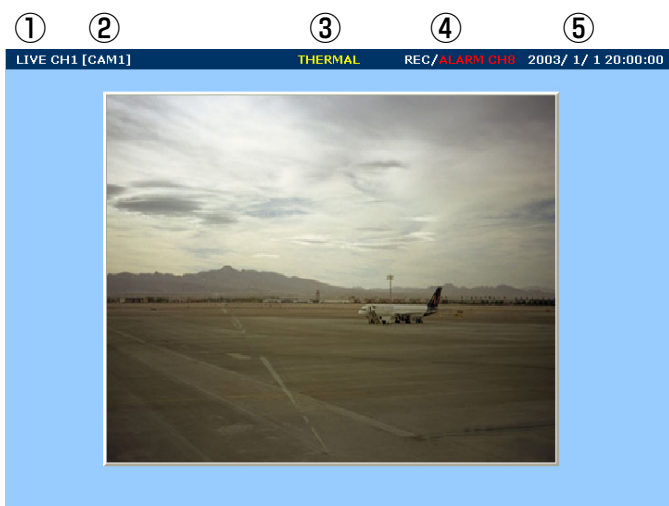 ① ② ③ ④ ⑤
LIVE CH1 [CAM1] THERMAL REC/ALARM CH8 2003/ 1/ 1 20:00:00